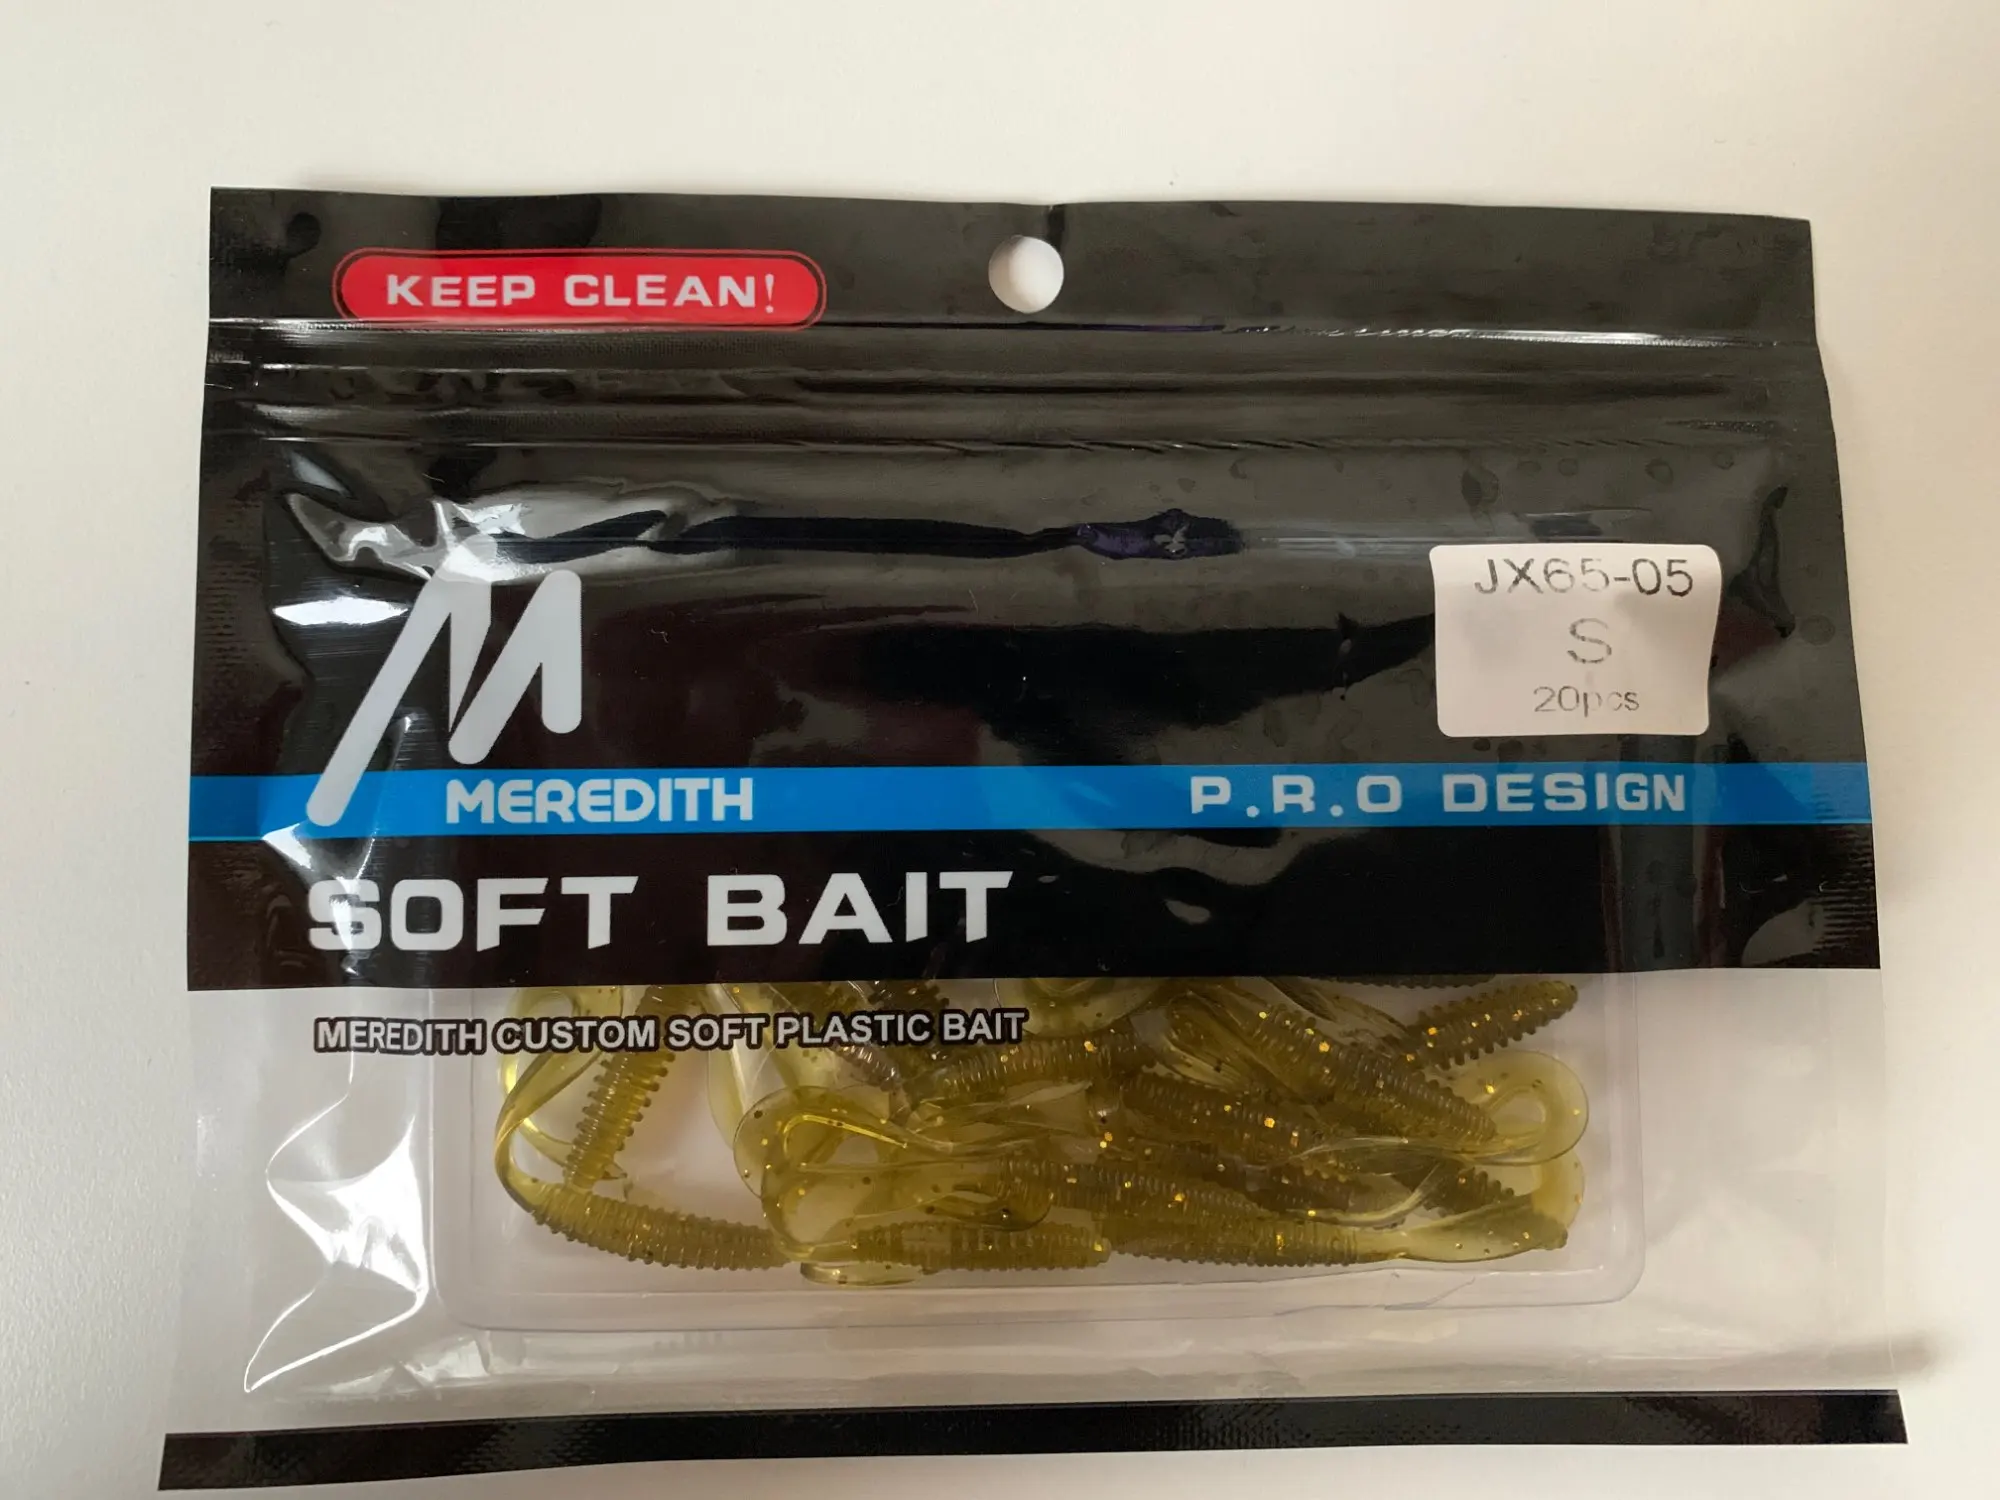 KEEP CLEAN!
JX65-05
S
20pcs
MEREDITH
P.R.O DESIGN
SOFT BAIT
MEREDITH CUSTOM SOFT PLASTIC BAIT